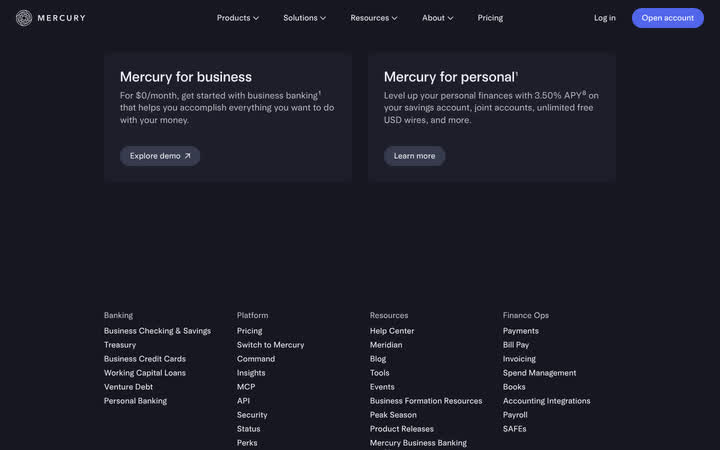 MERCURY
Products
Solutions
Resources
About
Pricing
Log in
Open account
Mercury for business
For $0/month, get started with business banking¹
that helps you accomplish everything you want to do
with your money.
Explore demo
Mercury for personal¹
Level up your personal finances with 3.50% APY⁸ on
your savings account, joint accounts, unlimited free
USD wires, and more.
Learn more
Banking
Business Checking & Savings
Treasury
Business Credit Cards
Working Capital Loans
Venture Debt
Personal Banking
Platform
Pricing
Switch to Mercury
Command
Insights
MCP
API
Security
Status
Perks
Resources
Help Center
Meridian
Blog
Tools
Events
Business Formation Resources
Peak Season
Product Releases
Mercury Business Banking
Finance Ops
Payments
Bill Pay
Invoicing
Spend Management
Books
Accounting Integrations
Payroll
SAFEs